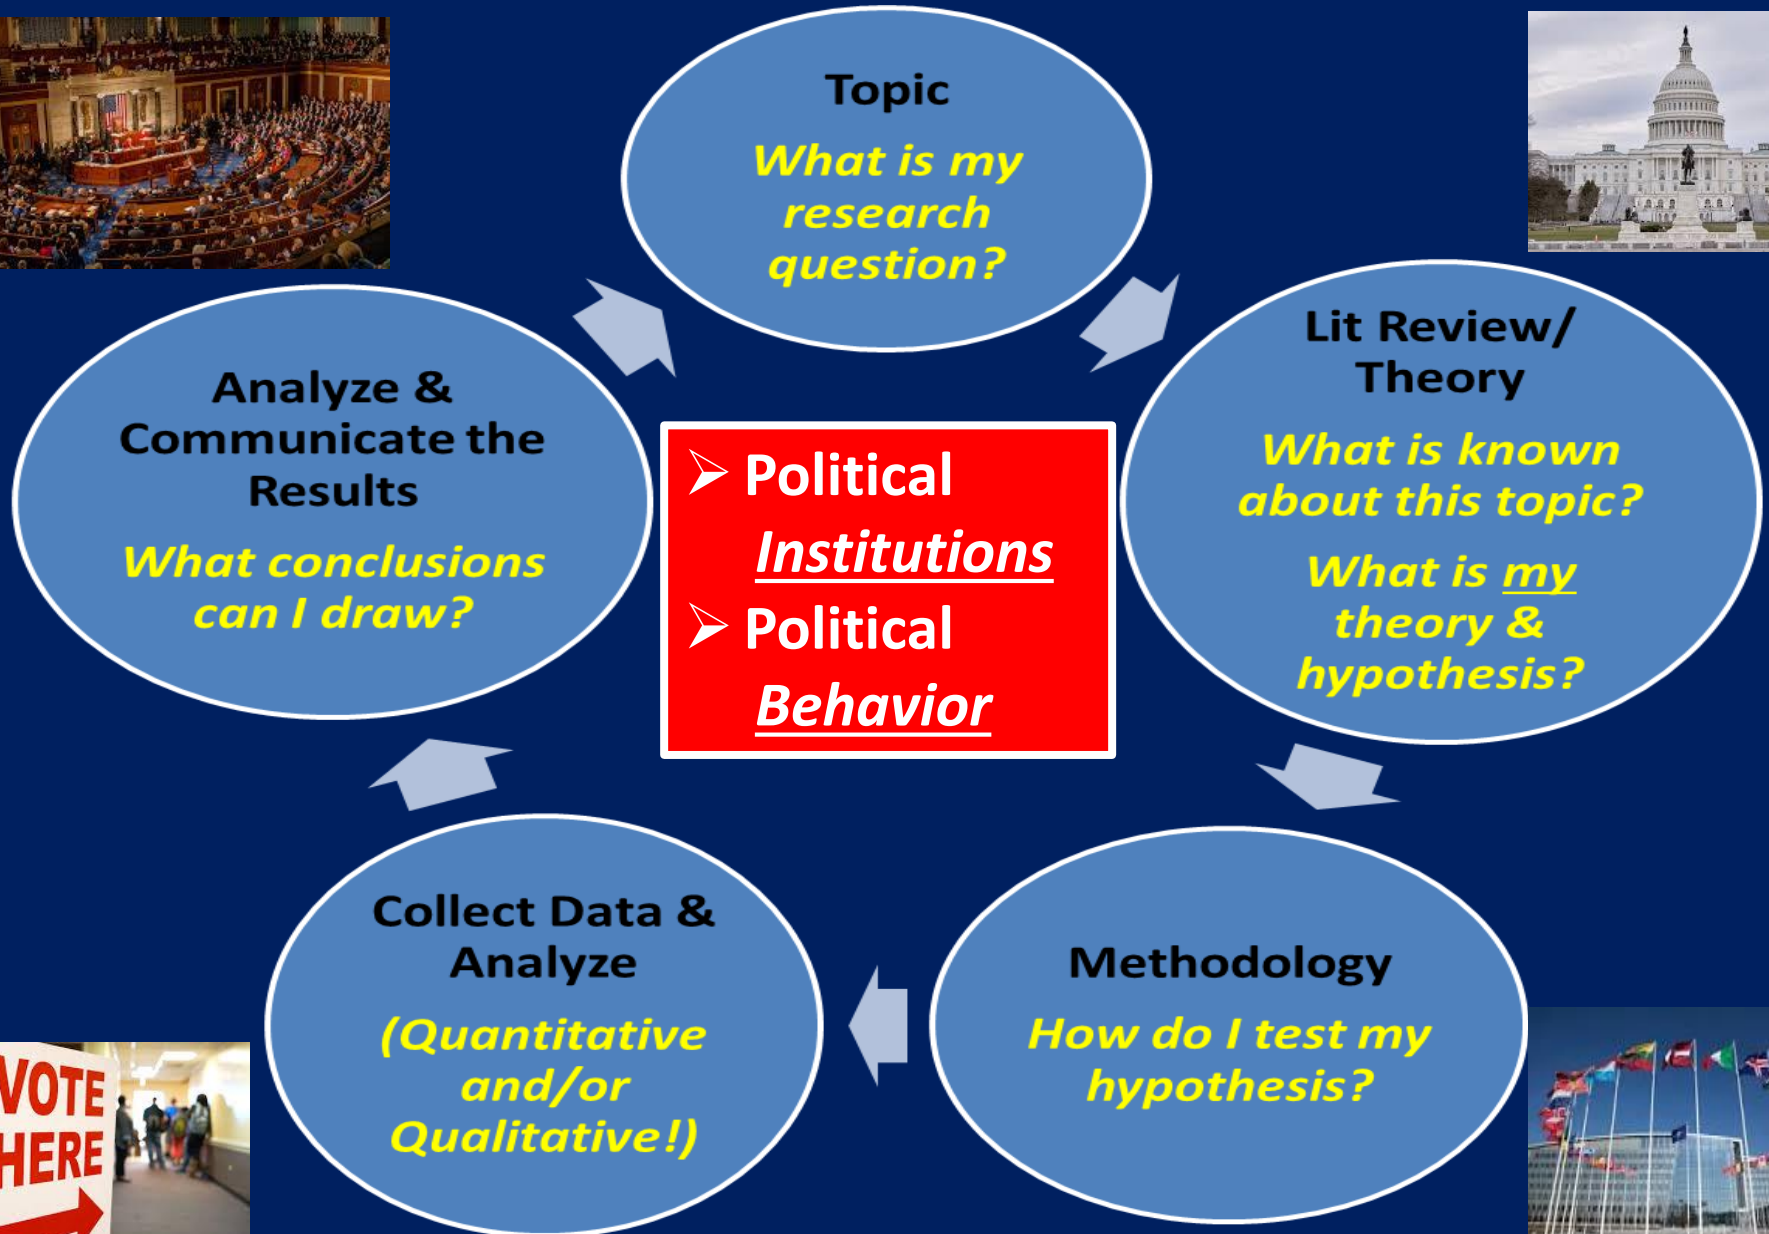 Topic
What is my
research
question?
Lit Review/
Theory
What is known
about this topic?
What is my
theory &
hypothesis?
Methodology
How do I test my
hypothesis?
Collect Data &
Analyze
(Quantitative
and/or
Qualitative!)
Analyze &
Communicate the
Results
What conclusions
can I draw?
➢ Political
Institutions
➢ Political
Behavior
VOTE
HERE